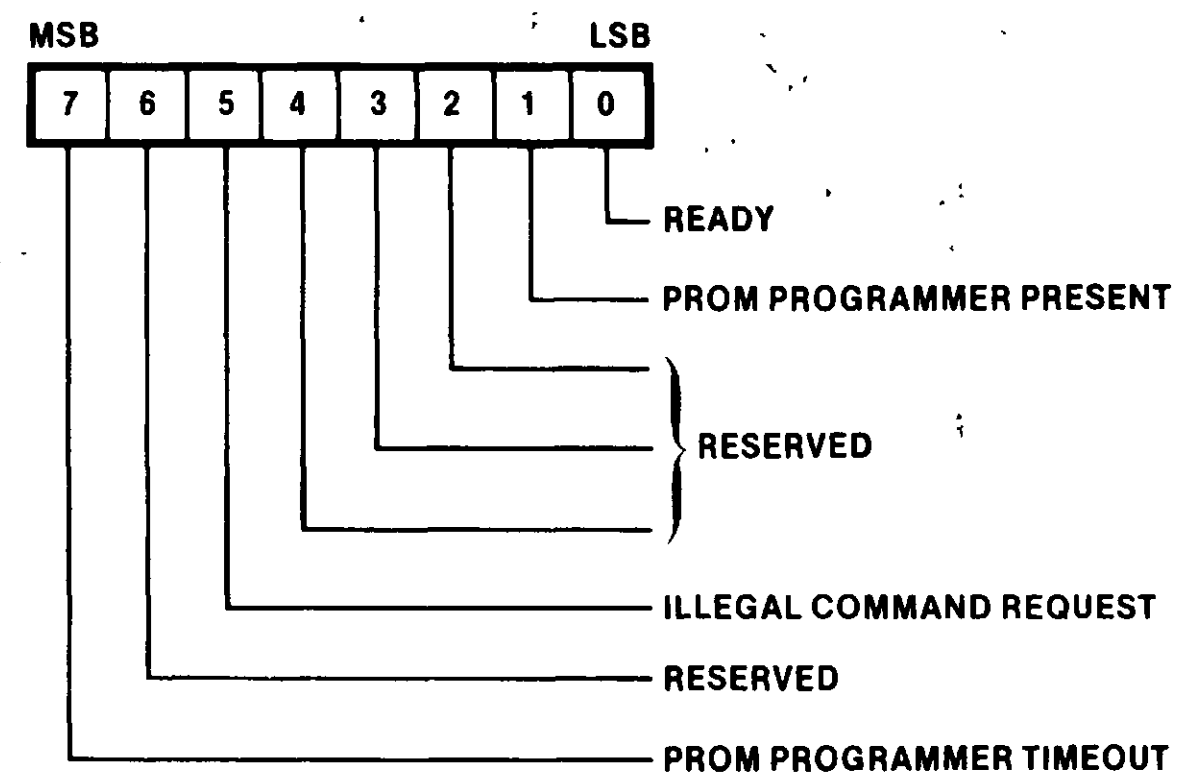 MSB LSB
7 6 5 4 3 2 1 0
READY
PROM PROGRAMMER PRESENT
RESERVED
ILLEGAL COMMAND REQUEST
RESERVED
PROM PROGRAMMER TIMEOUT